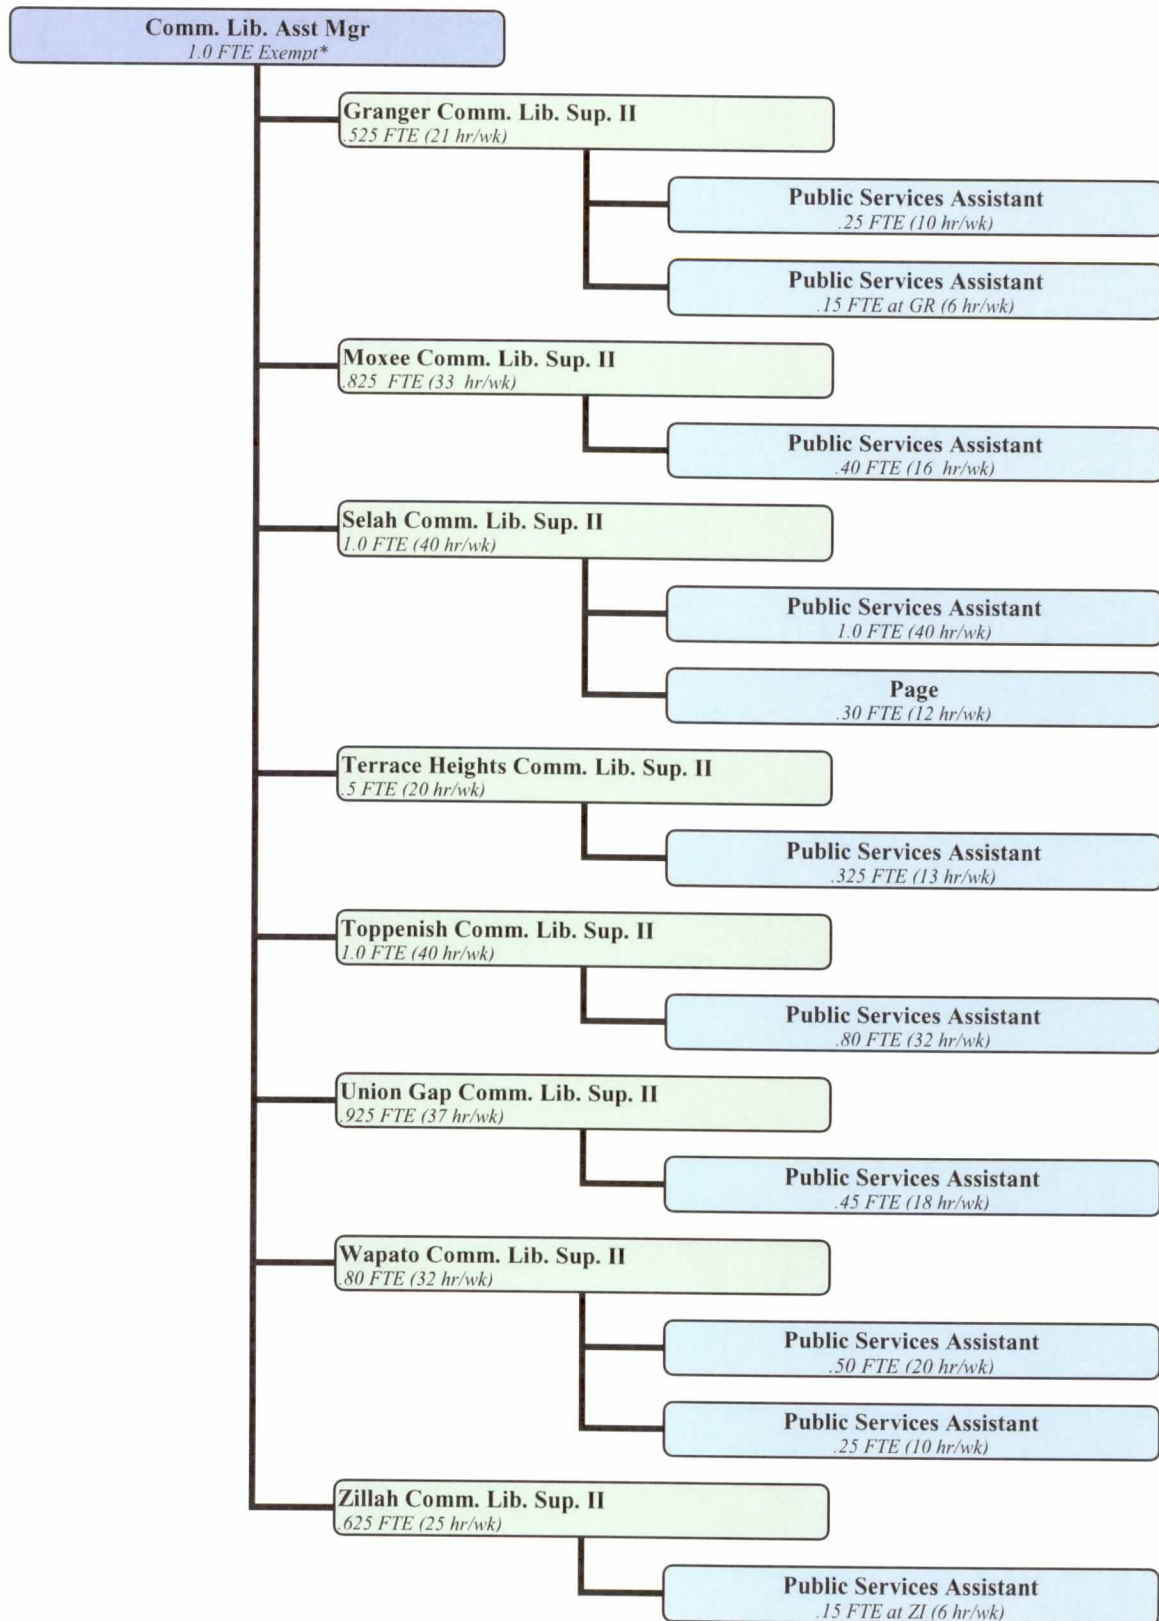 Comm. Lib. Asst Mgr
1.0 FTE Exempt*
Granger Comm. Lib. Sup. II
.525 FTE (21 hr/wk)
Public Services Assistant
.25 FTE (10 hr/wk)
Public Services Assistant
.15 FTE at GR (6 hr/wk)
Moxee Comm. Lib. Sup. II
.825 FTE (33 hr/wk)
Public Services Assistant
.40 FTE (16 hr/wk)
Selah Comm. Lib. Sup. II
1.0 FTE (40 hr/wk)
Public Services Assistant
1.0 FTE (40 hr/wk)
Page
.30 FTE (12 hr/wk)
Terrace Heights Comm. Lib. Sup. II
.5 FTE (20 hr/wk)
Public Services Assistant
.325 FTE (13 hr/wk)
Toppenish Comm. Lib. Sup. II
1.0 FTE (40 hr/wk)
Public Services Assistant
.80 FTE (32 hr/wk)
Union Gap Comm. Lib. Sup. II
.925 FTE (37 hr/wk)
Public Services Assistant
.45 FTE (18 hr/wk)
Wapato Comm. Lib. Sup. II
.80 FTE (32 hr/wk)
Public Services Assistant
.50 FTE (20 hr/wk)
Public Services Assistant
.25 FTE (10 hr/wk)
Zillah Comm. Lib. Sup. II
.625 FTE (25 hr/wk)
Public Services Assistant
.15 FTE at ZI (6 hr/wk)